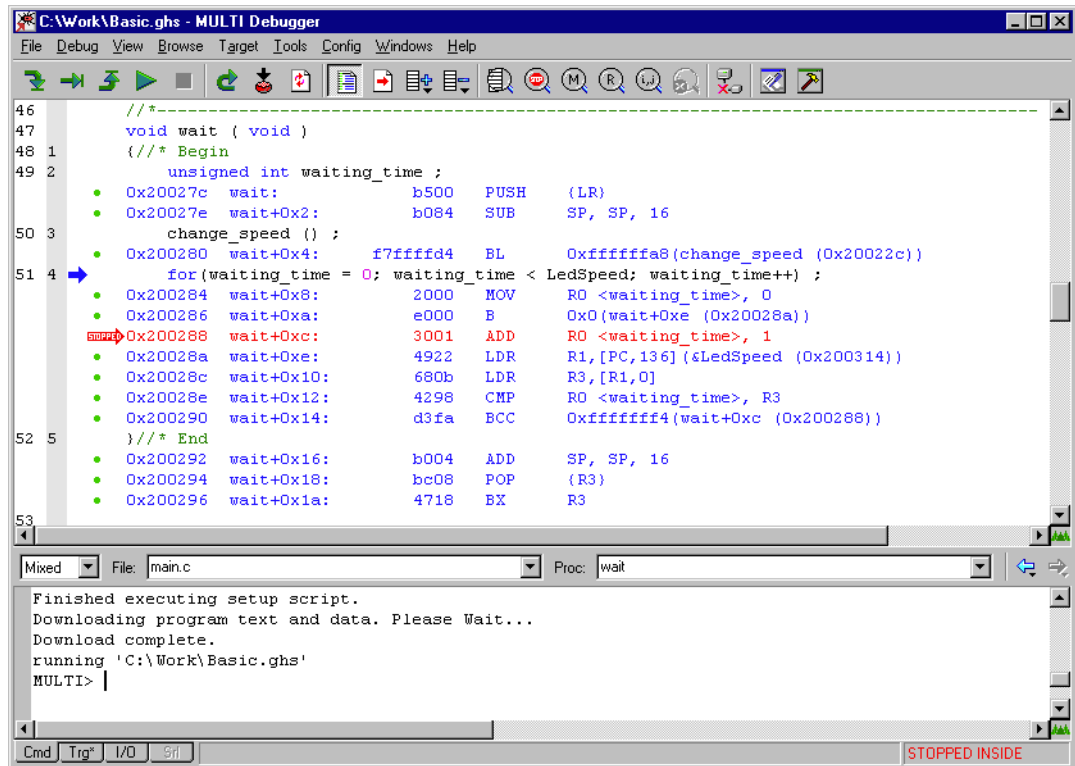 C:\Work\Basic.ghs - MULTI Debugger
File Debug View Browse Target Tools Config Windows Help
46 //*--------------------------------------------------------------------------------------
47 void wait ( void )
48 1 {//* Begin
49 2 unsigned int waiting_time ;
0x20027c wait: b500 PUSH {LR}
0x20027e wait+0x2: b084 SUB SP, SP, 16
50 3 change_speed () ;
0x200280 wait+0x4: f7ffffd4 BL 0xffffffa8(change_speed (0x20022c))
51 4 for(waiting_time = 0; waiting_time < LedSpeed; waiting_time++) ;
0x200284 wait+0x8: 2000 MOV R0 <waiting_time>, 0
0x200286 wait+0xa: e000 B 0x0(wait+0xe (0x20028a))
STOPPED 0x200288 wait+0xc: 3001 ADD R0 <waiting_time>, 1
0x20028a wait+0xe: 4922 LDR R1,[PC,136](&LedSpeed (0x200314))
0x20028c wait+0x10: 680b LDR R3,[R1,0]
0x20028e wait+0x12: 4298 CMP R0 <waiting_time>, R3
0x200290 wait+0x14: d3fa BCC 0xfffffff4(wait+0xc (0x200288))
52 5 }//* End
0x200292 wait+0x16: b004 ADD SP, SP, 16
0x200294 wait+0x18: bc08 POP {R3}
0x200296 wait+0x1a: 4718 BX R3
53
Mixed File: main.c Proc: wait
Finished executing setup script.
Downloading program text and data. Please Wait...
Download complete.
running 'C:\Work\Basic.ghs'
MULTI>
Cmd Trg* I/O Srl STOPPED INSIDE